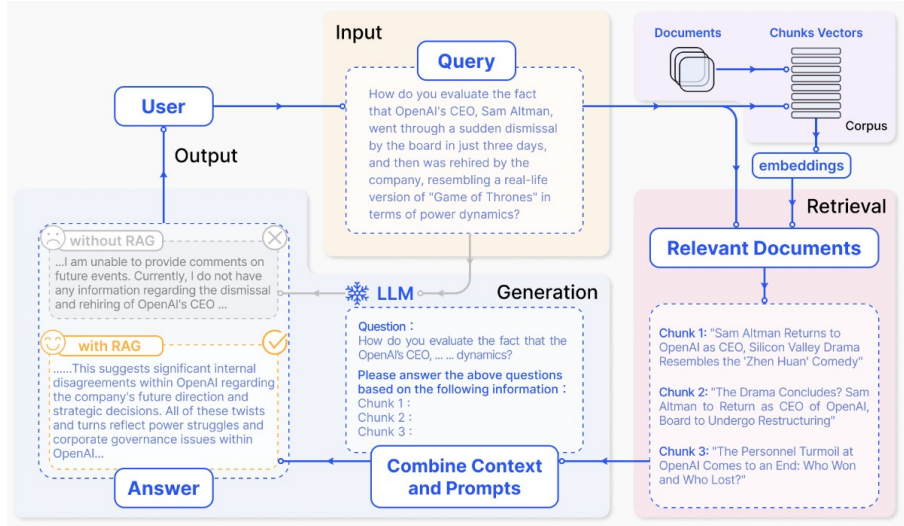 Input
Query
How do you evaluate the fact
that OpenAI's CEO, Sam Altman,
went through a sudden dismissal
by the board in just three days,
and then was rehired by the
company, resembling a real-life
version of "Game of Thrones" in
terms of power dynamics?
Documents
Chunks Vectors
Corpus
embeddings
User
Output
Retrieval
Relevant Documents
Chunk 1: "Sam Altman Returns to
OpenAI as CEO, Silicon Valley Drama
Resembles the 'Zhen Huan' Comedy"
Chunk 2: "The Drama Concludes? Sam
Altman to Return as CEO of OpenAI,
Board to Undergo Restructuring"
Chunk 3: "The Personnel Turmoil at
OpenAI Comes to an End: Who Won
and Who Lost?"
Generation
LLM
Question :
How do you evaluate the fact that the
OpenAI's CEO, ... ... dynamics?
Please answer the above questions
based on the following information :
Chunk 1 :
Chunk 2 :
Chunk 3 :
Combine Context
and Prompts
without RAG
...I am unable to provide comments on
future events. Currently, I do not have
any information regarding the dismissal
and rehiring of OpenAI's CEO ...
with RAG
......This suggests significant internal
disagreements within OpenAI regarding
the company's future direction and
strategic decisions. All of these twists
and turns reflect power struggles and
corporate governance issues within
OpenAI...
Answer